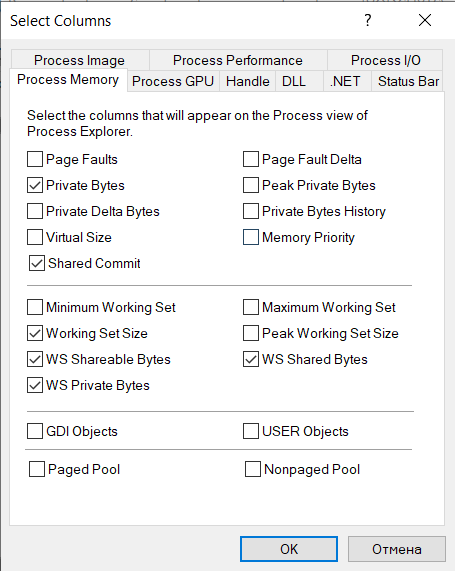 Select Columns
?
Process Image Process Performance Process I/O
Process Memory Process GPU Handle DLL .NET Status Bar
Select the columns that will appear on the Process view of
Process Explorer.
Page Faults Page Fault Delta
Private Bytes Peak Private Bytes
Private Delta Bytes Private Bytes History
Virtual Size Memory Priority
Shared Commit
Minimum Working Set Maximum Working Set
Working Set Size Peak Working Set Size
WS Shareable Bytes WS Shared Bytes
WS Private Bytes
GDI Objects USER Objects
Paged Pool Nonpaged Pool
OK Отмена